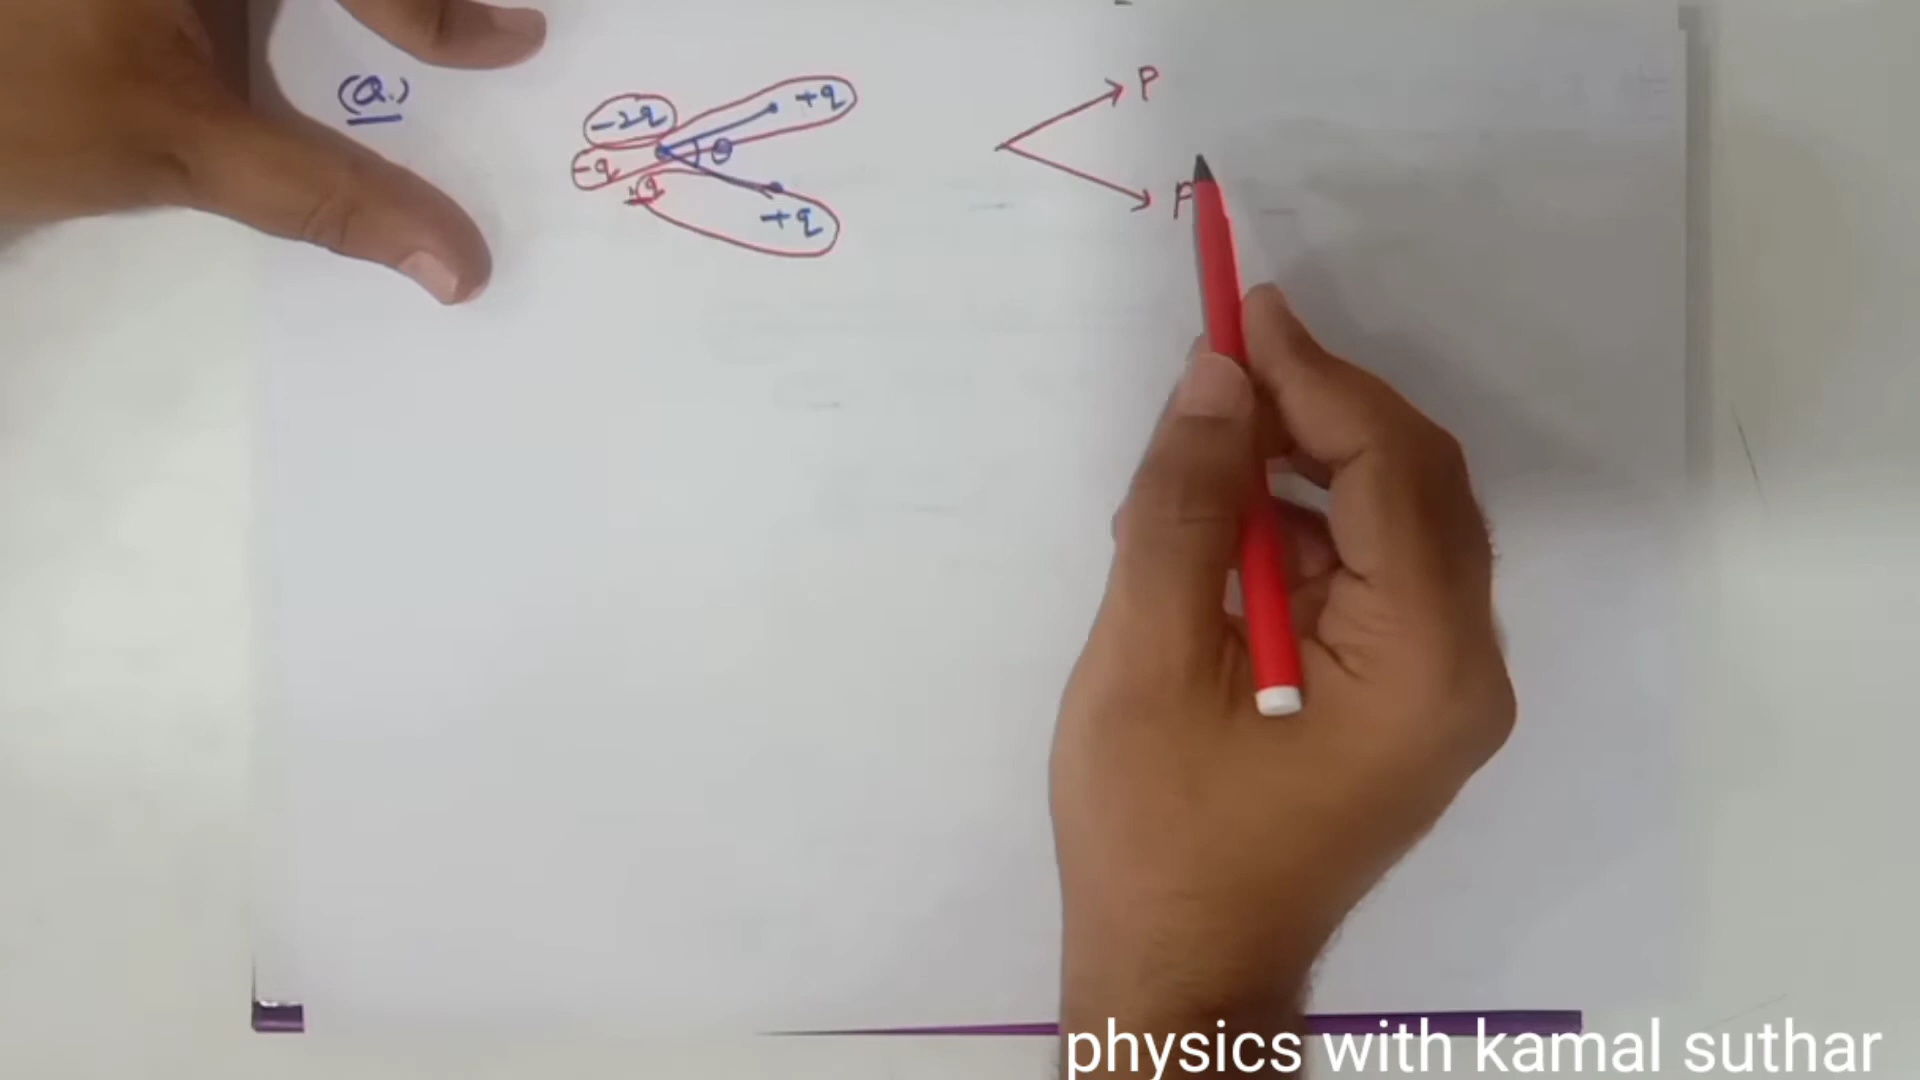 (Q.)
-2q +q
-q θ
-q
+q
P
P
physics with kamal suthar